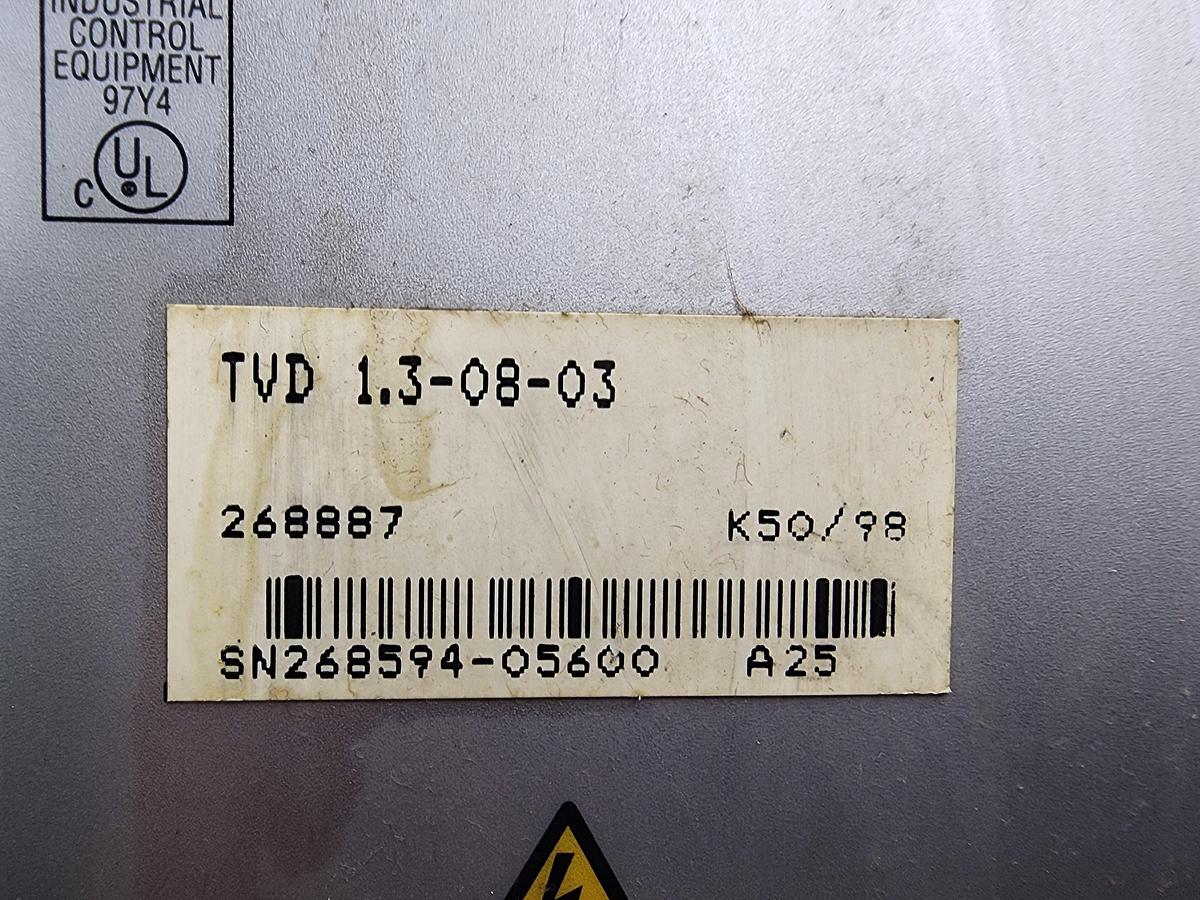 INDUSTRIAL
CONTROL
EQUIPMENT
97Y4
C UL
TVD 1.3-08-03
268887 K50/98
SN268594-05600 A25